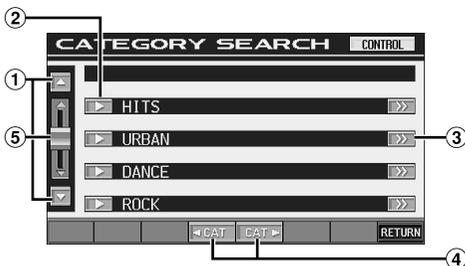 ②
CATEGORY SEARCH CONTROL
①
HITS
⑤ URBAN ③
DANCE
ROCK
◄CAT CAT► RETURN
④